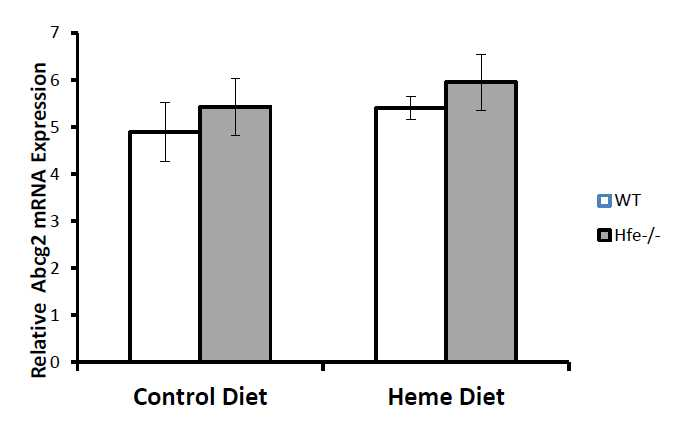 Relative Abcg2 mRNA Expression
7
6
5
4
3
2
1
0
Control Diet
Heme Diet
WT
Hfe-/-